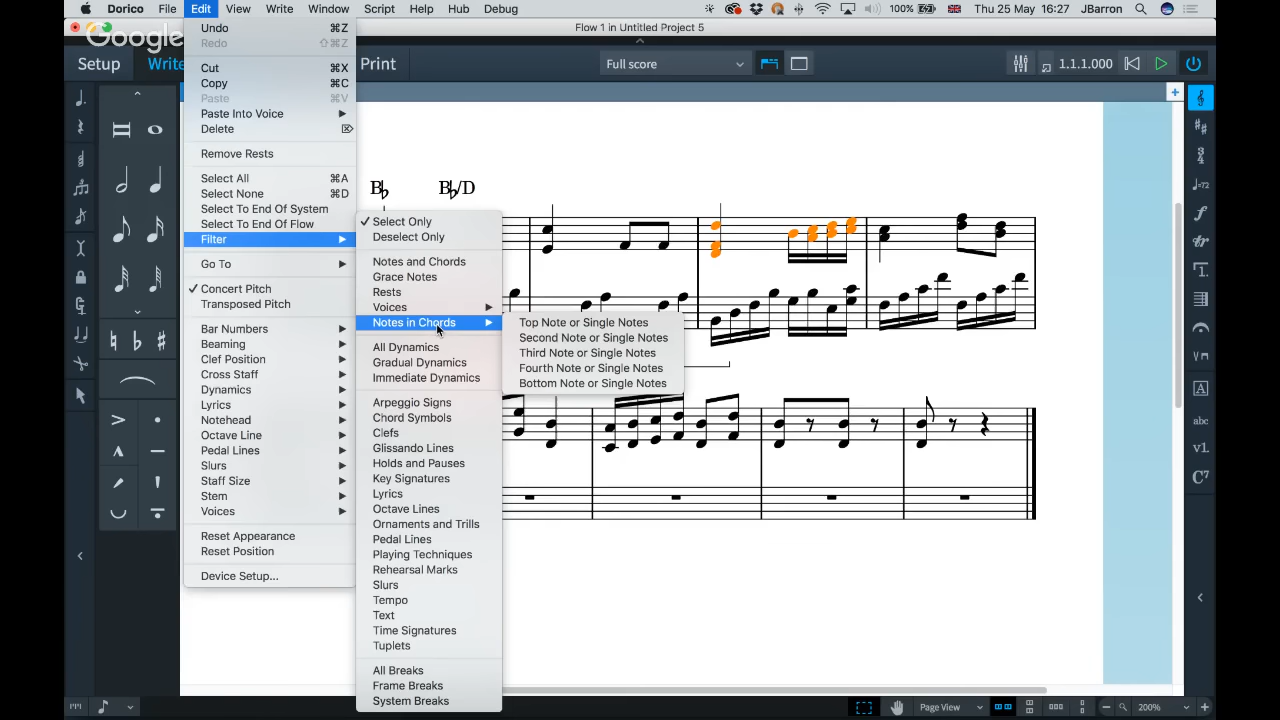 Dorico File Edit View Write Window Script Help Hub Debug 100% Thu 25 May 16:27 JBarron
Google
Flow 1 in Untitled Project 5
Setup Write Print Full score 1.1.1.000
Undo ⌘Z
Redo ⇧⌘Z
Cut ⌘X
Copy ⌘C
Paste ⌘V
Paste Into Voice
Delete
Remove Rests
Select All ⌘A
Select None ⌘D
Select To End Of System
Select To End Of Flow
Filter
Go To
✓ Concert Pitch
Transposed Pitch
Bar Numbers
Beaming
Clef Position
Cross Staff
Dynamics
Lyrics
Notehead
Octave Line
Pedal Lines
Slurs
Staff Size
Stem
Voices
Reset Appearance
Reset Position
Device Setup...
✓ Select Only
Deselect Only
Notes and Chords
Grace Notes
Rests
Voices
Notes in Chords
All Dynamics
Gradual Dynamics
Immediate Dynamics
Arpeggio Signs
Chord Symbols
Clefs
Glissando Lines
Holds and Pauses
Key Signatures
Lyrics
Octave Lines
Ornaments and Trills
Pedal Lines
Playing Techniques
Rehearsal Marks
Slurs
Tempo
Text
Time Signatures
Tuplets
All Breaks
Frame Breaks
System Breaks
Top Note or Single Notes
Second Note or Single Notes
Third Note or Single Notes
Fourth Note or Single Notes
Bottom Note or Single Notes
B♭ B♭/D
A
abc
v1.
C7
Page View 200%